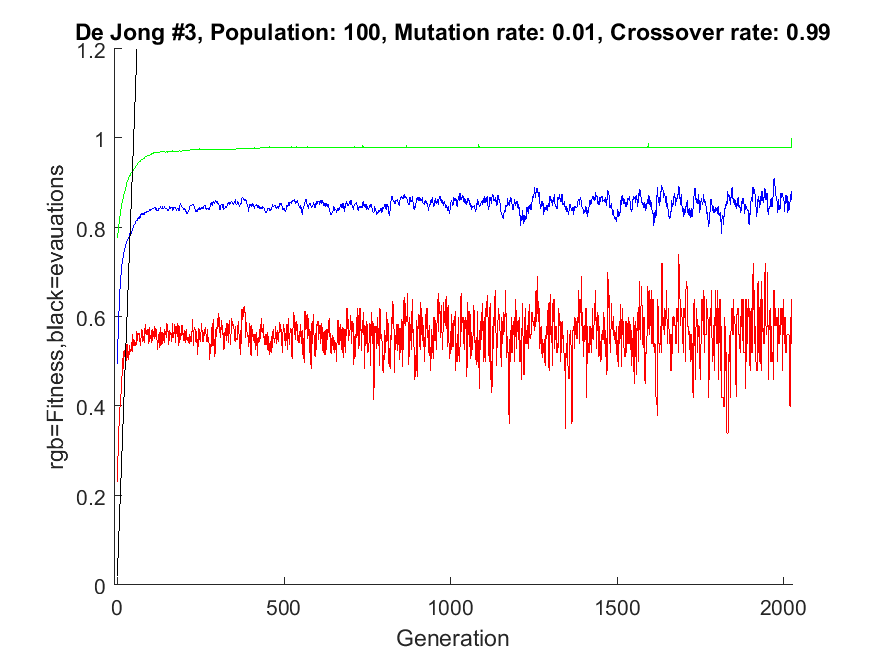 De Jong #3, Population: 100, Mutation rate: 0.01, Crossover rate: 0.99
rgb=Fitness,black=evauations
1.2
1
0.8
0.6
0.4
0.2
0
0 500 1000 1500 2000
Generation